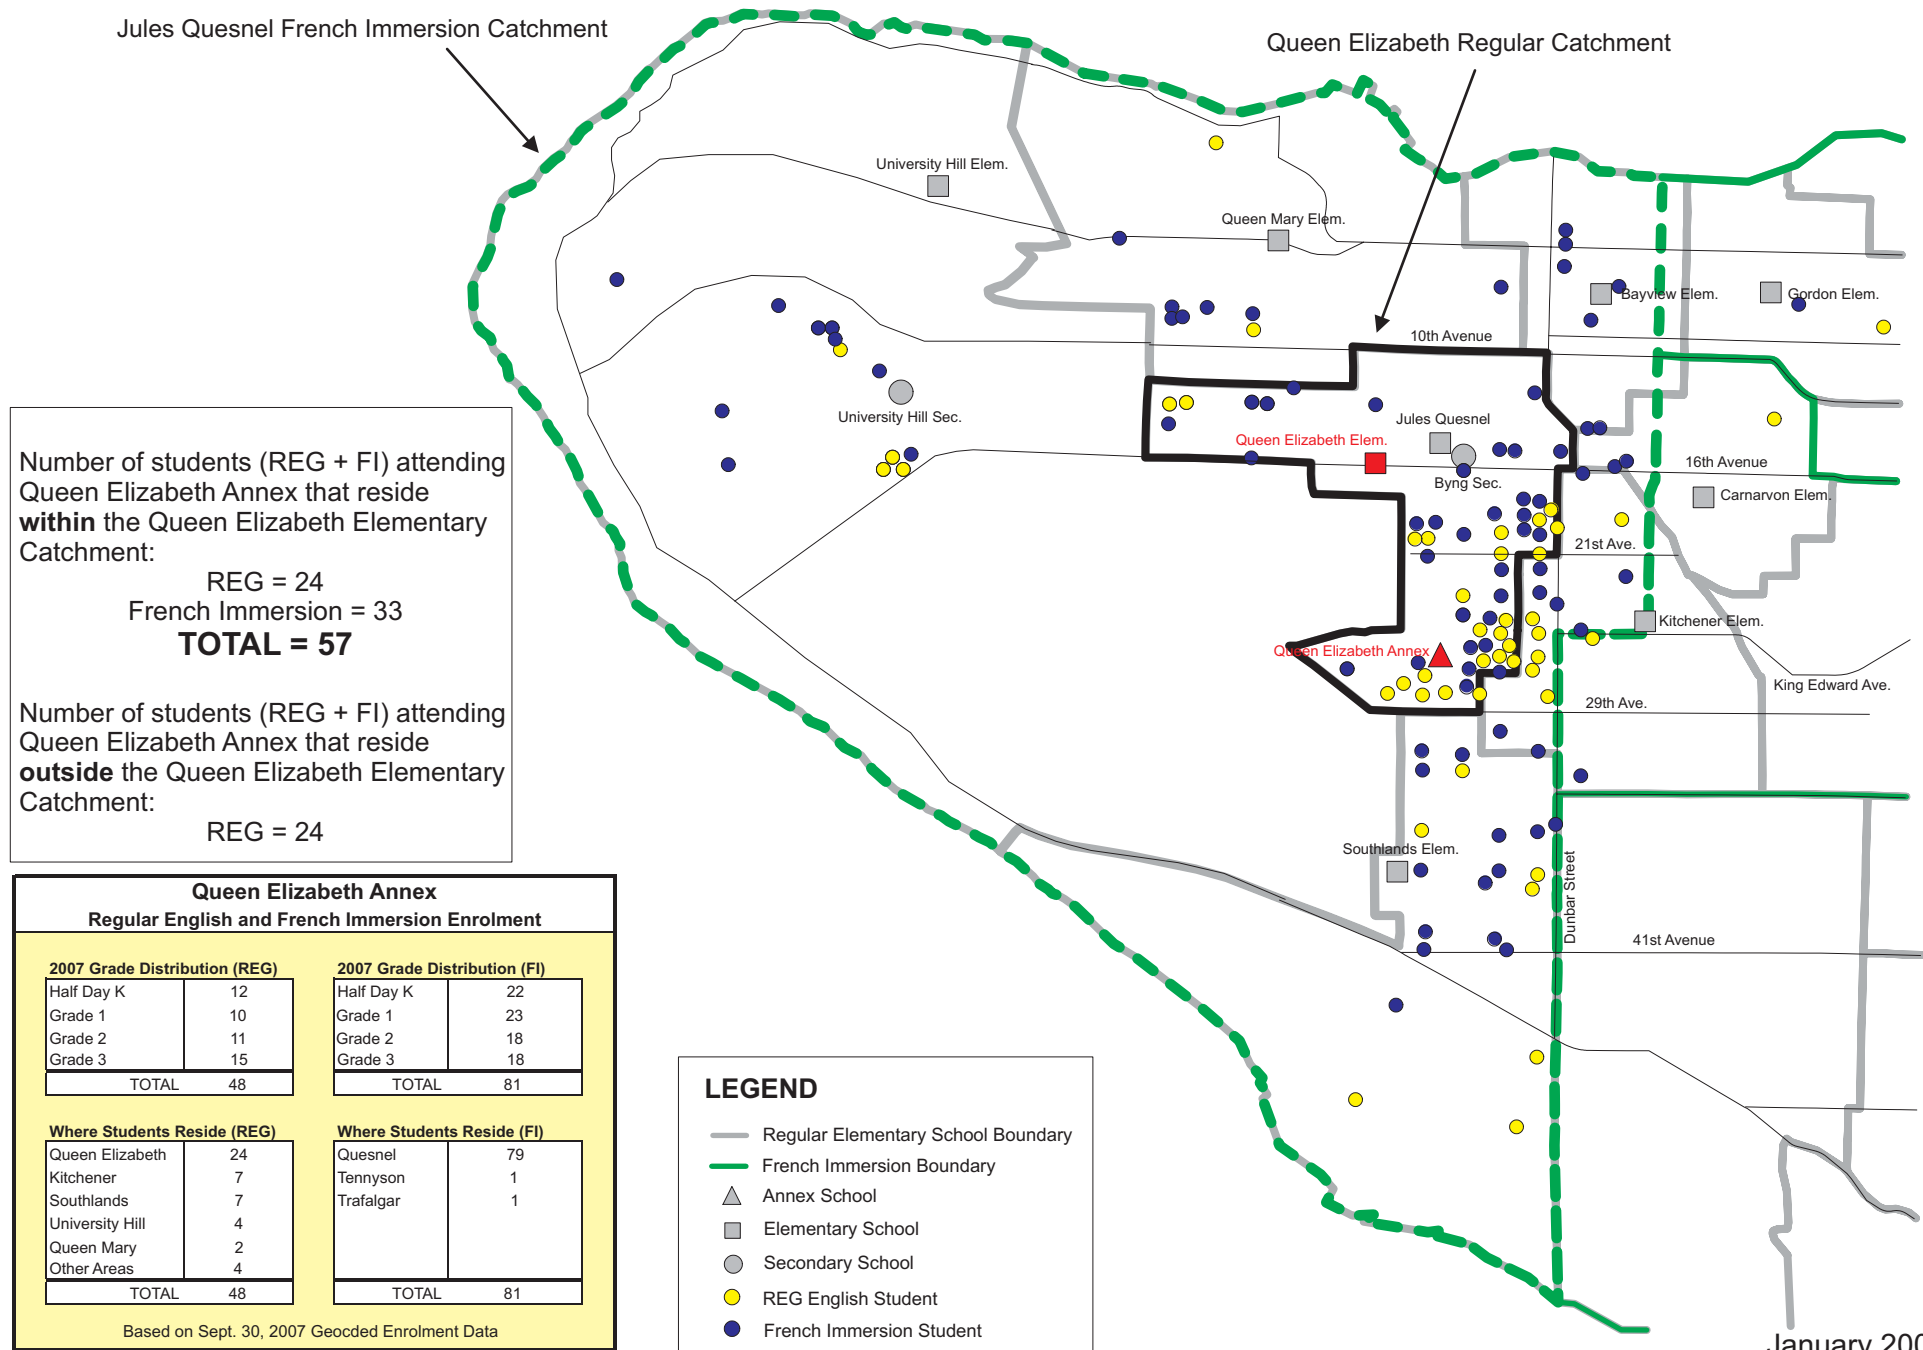 Jules Quesnel French Immersion Catchment
Queen Elizabeth Regular Catchment
University Hill Elem.
Queen Mary Elem.
Bayview Elem.
Gordon Elem.
10th Avenue
University Hill Sec.
Jules Quesnel
Queen Elizabeth Elem.
Byng Sec.
16th Avenue
Carnarvon Elem.
21st Ave.
Kitchener Elem.
Queen Elizabeth Annex
King Edward Ave.
29th Ave.
Southlands Elem.
Dunbar Street
41st Avenue
Number of students (REG + FI) attending
Queen Elizabeth Annex that reside
within the Queen Elizabeth Elementary
Catchment:
REG = 24
French Immersion = 33
TOTAL = 57
Number of students (REG + FI) attending
Queen Elizabeth Annex that reside
outside the Queen Elizabeth Elementary
Catchment:
REG = 24
Queen Elizabeth Annex
Regular English and French Immersion Enrolment
2007 Grade Distribution (REG)
Half Day K 12
Grade 1 10
Grade 2 11
Grade 3 15
TOTAL 48
2007 Grade Distribution (FI)
Half Day K 22
Grade 1 23
Grade 2 18
Grade 3 18
TOTAL 81
Where Students Reside (REG)
Queen Elizabeth 24
Kitchener 7
Southlands 7
University Hill 4
Queen Mary 2
Other Areas 4
TOTAL 48
Where Students Reside (FI)
Quesnel 79
Tennyson 1
Trafalgar 1
TOTAL 81
Based on Sept. 30, 2007 Geocded Enrolment Data
LEGEND
Regular Elementary School Boundary
French Immersion Boundary
Annex School
Elementary School
Secondary School
REG English Student
French Immersion Student
January 200